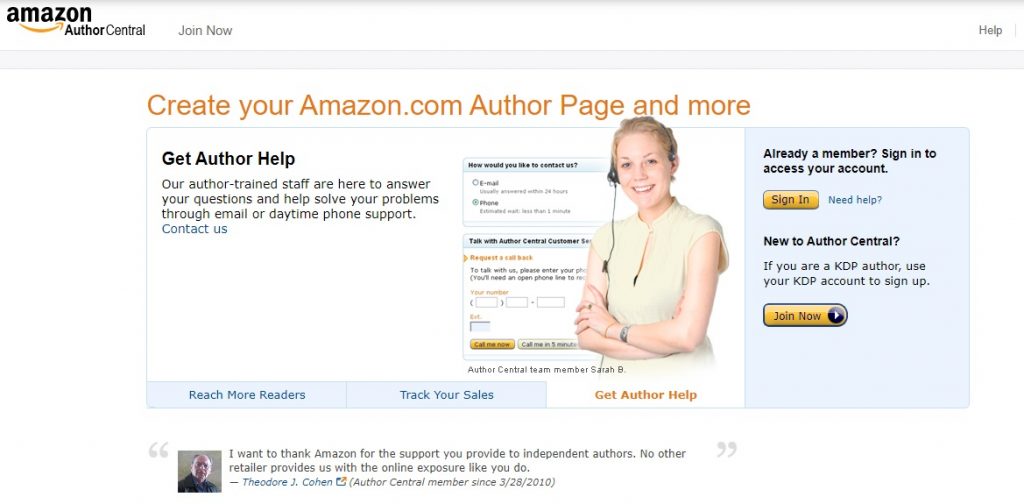 amazon
AuthorCentral
Join Now
Help
Create your Amazon.com Author Page and more
Get Author Help
Our author-trained staff are here to answer
your questions and help solve your problems
through email or daytime phone support.
Contact us
How would you like to contact us?
E-mail
Usually answered within 24 hours
Phone
Estimated wait: less than 1 minute
Talk with Author Central Customer
Request a call back
To talk with us, please enter your
(You'll need an open phone line to
Your number
( ) -
Ext.
Call me now
Call me in 5
Author Central team member Sarah B.
Already a member? Sign in to
access your account.
Sign In
Need help?
New to Author Central?
If you are a KDP author, use
your KDP account to sign up.
Join Now
Reach More Readers
Track Your Sales
Get Author Help
“ I want to thank Amazon for the support you provide to independent authors. No other ”
retailer provides us with the online exposure like you do.
— Theodore J. Cohen (Author Central member since 3/28/2010)